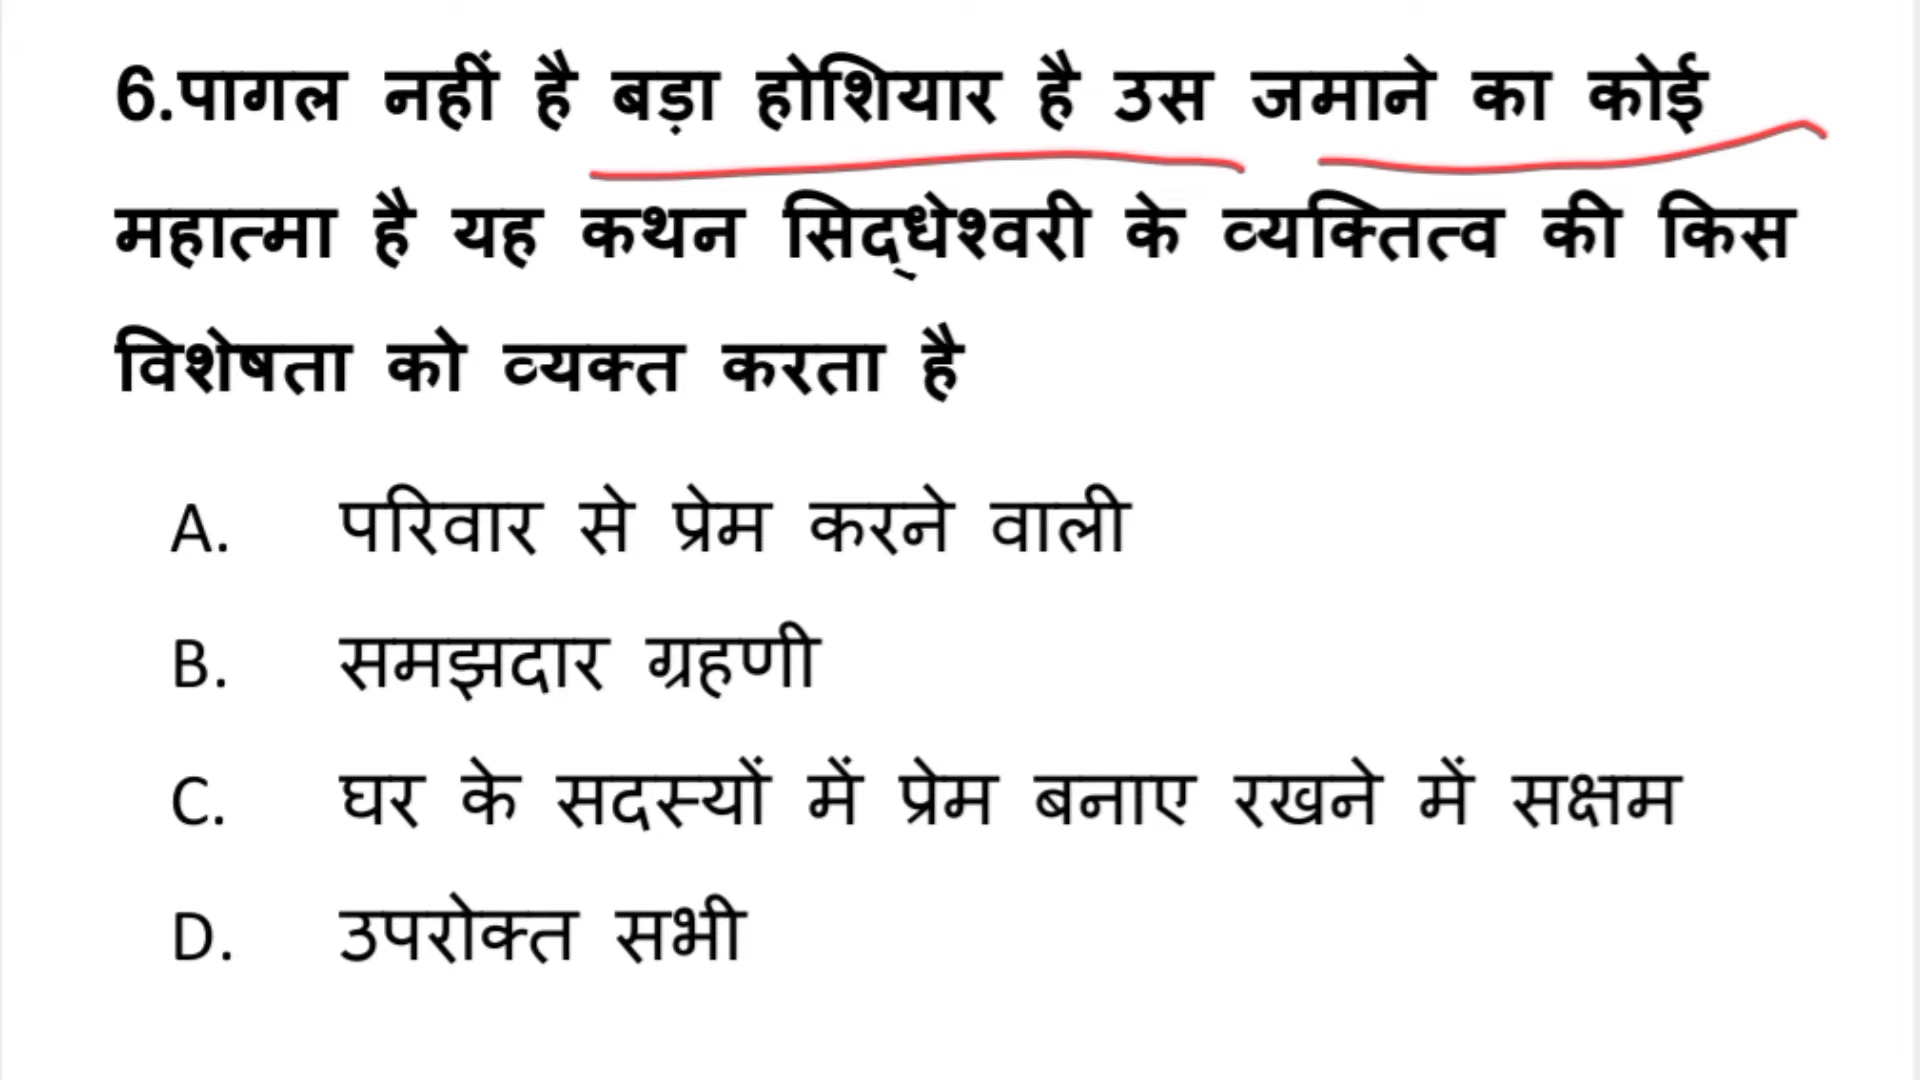 6.पागल नहीं है बड़ा होशियार है उस जमाने का कोई
महात्मा है यह कथन सिद्धेश्वरी के व्यक्तित्व की किस
विशेषता को व्यक्त करता है
A. परिवार से प्रेम करने वाली
B. समझदार ग्रहणी
C. घर के सदस्यों में प्रेम बनाए रखने में सक्षम
D. उपरोक्त सभी